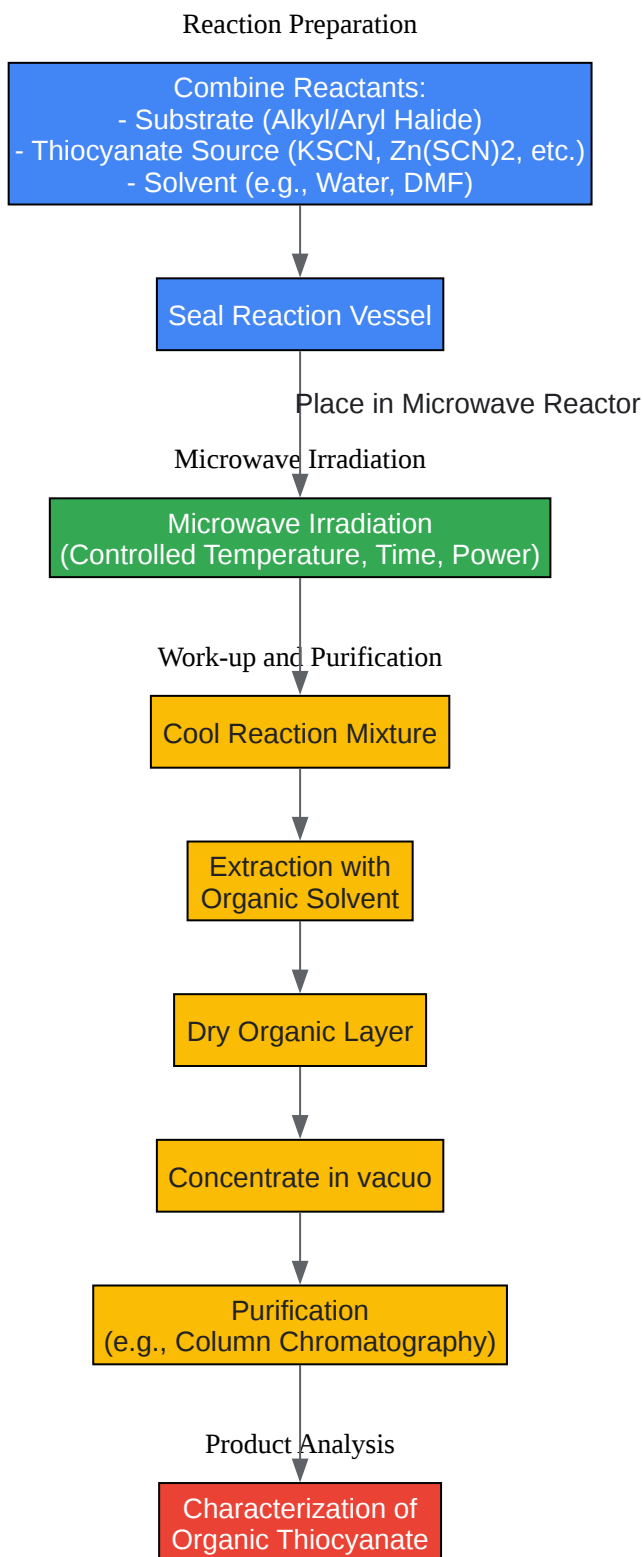 Reaction Preparation
Combine Reactants:
- Substrate (Alkyl/Aryl Halide)
- Thiocyanate Source (KSCN, Zn(SCN)2, etc.)
- Solvent (e.g., Water, DMF)
Seal Reaction Vessel
Place in Microwave Reactor
Microwave Irradiation
Microwave Irradiation
(Controlled Temperature, Time, Power)
Work-up and Purification
Cool Reaction Mixture
Extraction with
Organic Solvent
Dry Organic Layer
Concentrate in vacuo
Purification
(e.g., Column Chromatography)
Product Analysis
Characterization of
Organic Thiocyanate